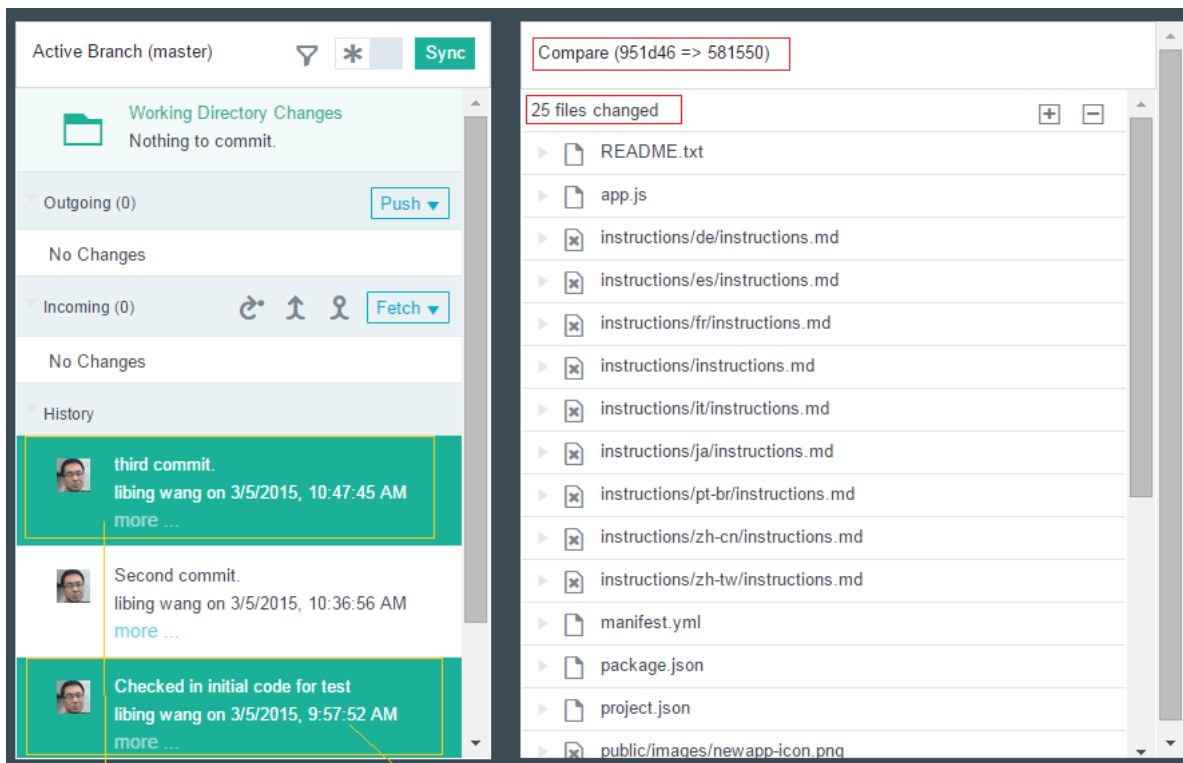 Active Branch (master)
Sync
Working Directory Changes
Nothing to commit.
Outgoing (0)
Push
No Changes
Incoming (0)
Fetch
No Changes
History
third commit.
libing wang on 3/5/2015, 10:47:45 AM
more ...
Second commit.
libing wang on 3/5/2015, 10:36:56 AM
more ...
Checked in initial code for test
libing wang on 3/5/2015, 9:57:52 AM
more ...
Compare (951d46 => 581550)
25 files changed
README.txt
app.js
instructions/de/instructions.md
instructions/es/instructions.md
instructions/fr/instructions.md
instructions/instructions.md
instructions/it/instructions.md
instructions/ja/instructions.md
instructions/pt-br/instructions.md
instructions/zh-cn/instructions.md
instructions/zh-tw/instructions.md
manifest.yml
package.json
project.json
public/images/newapp-icon.png